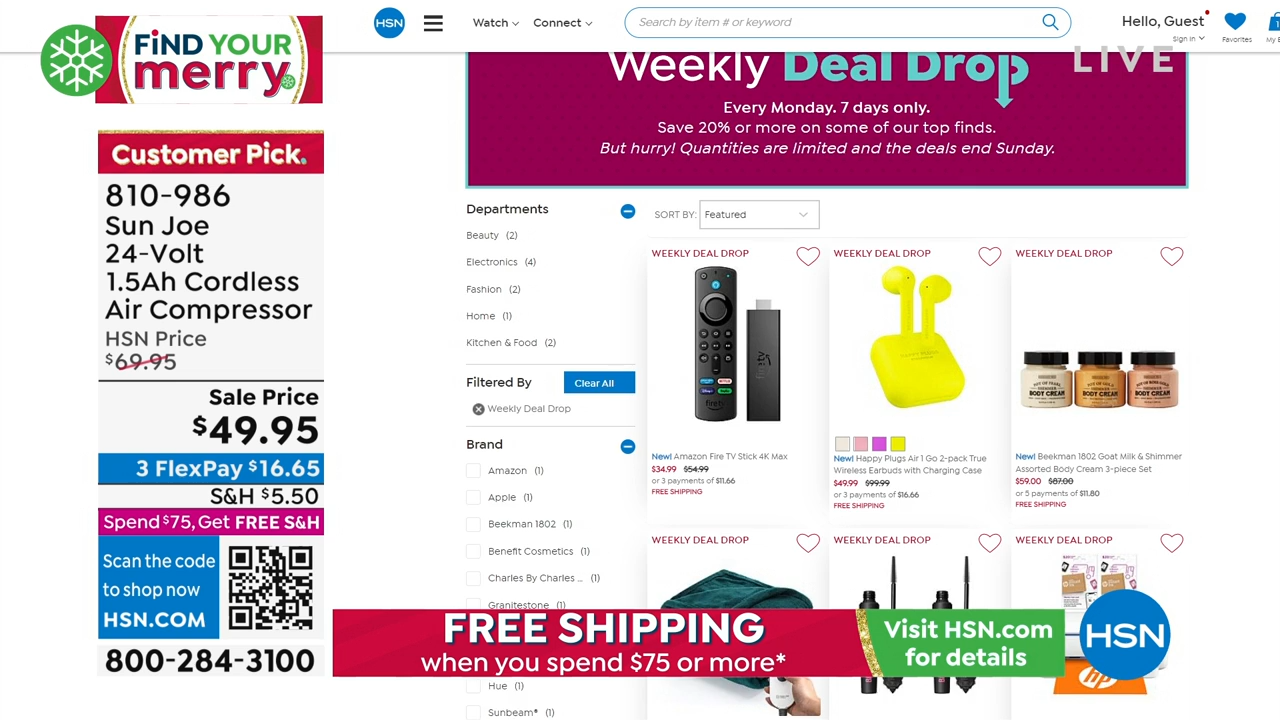 FiND YOUR
merry
Customer Pick.
810-986
Sun Joe
24-Volt
1.5Ah Cordless
Air Compressor
HSN Price
$69.95
Sale Price
$49.95
3 FlexPay $16.65
S&H $5.50
Spend $75, Get FREE S&H
Scan the code
to shop now
HSN.COM
800-284-3100
HSN
Watch
Connect
Search by item # or keyword
Hello, Guest
Sign In
Favorites
LIVE
Weekly Deal Drop
Every Monday. 7 days only.
Save 20% or more on some of our top finds.
But hurry! Quantities are limited and the deals end Sunday.
Departments
Beauty (2)
Electronics (4)
Fashion (2)
Home (1)
Kitchen & Food (2)
Filtered By
Clear All
Weekly Deal Drop
Brand
Amazon (1)
Apple (1)
Beekman 1802 (1)
Benefit Cosmetics (1)
Charles By Charles ... (1)
Granitestone (1)
Hue (1)
Sunbeam® (1)
SORT BY: Featured
WEEKLY DEAL DROP
firetv
fire tv
New! Amazon Fire TV Stick 4K Max
$34.99 $54.99
or 3 payments of $11.66
FREE SHIPPING
WEEKLY DEAL DROP
HAPPY PLUGS
New! Happy Plugs Air 1 Go 2-pack True
Wireless Earbuds with Charging Case
$49.99 $99.99
or 3 payments of $16.66
FREE SHIPPING
WEEKLY DEAL DROP
BODY CREAM
BODY CREAM
BODY CREAM
New! Beekman 1802 Goat Milk & Shimmer
Assorted Body Cream 3-piece Set
$59.00 $87.00
or 5 payments of $11.80
FREE SHIPPING
WEEKLY DEAL DROP
WEEKLY DEAL DROP
WEEKLY DEAL DROP
hp
FREE SHIPPING
when you spend $75 or more*
Visit HSN.com
for details
HSN